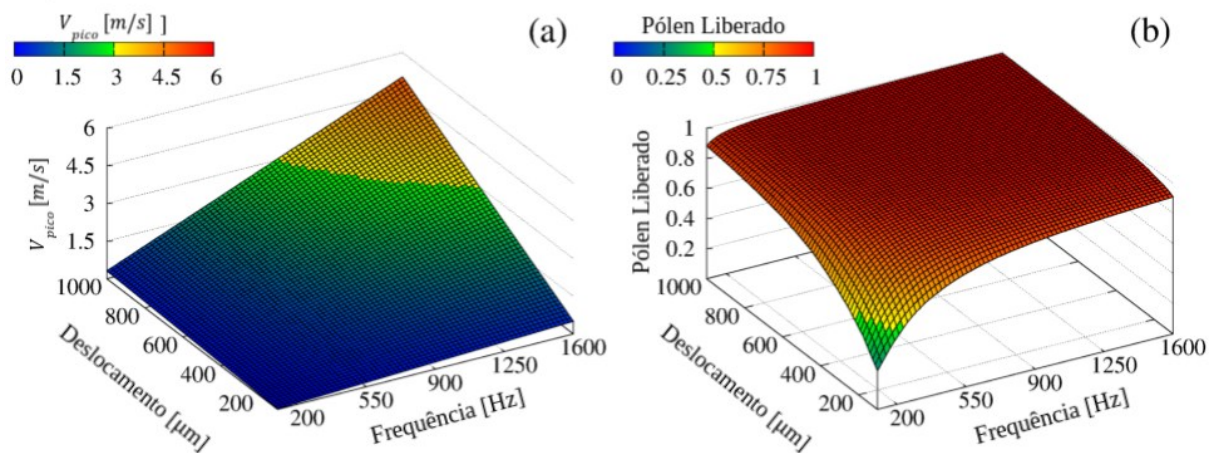 V_pico [m/s] ]
0 1.5 3 4.5 6
(a)
6
4.5
3
1.5
V_pico [m/s]
1000
800
600
400
200
Deslocamento [μm]
200
550
900
1250
1600
Frequência [Hz]
Pólen Liberado
0 0.25 0.5 0.75 1
(b)
1
0.8
0.6
0.4
0.2
Pólen Liberado
1000
800
600
400
200
Deslocamento [μm]
200
550
900
1250
1600
Frequência [Hz]